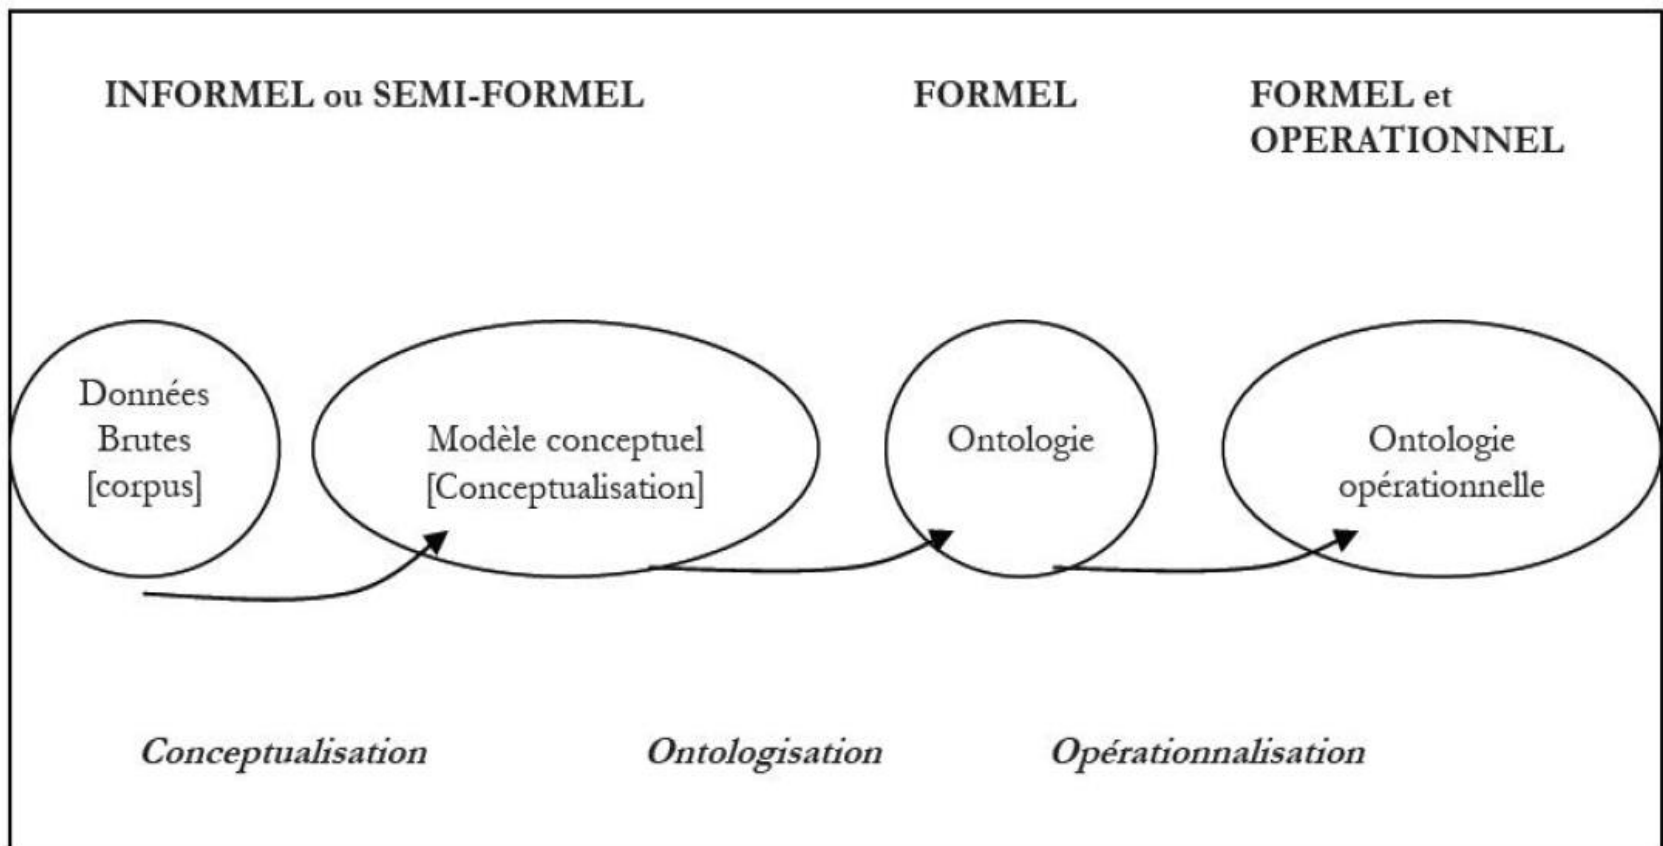 INFORMEL ou SEMI-FORMEL
FORMEL
FORMEL et
OPERATIONNEL
Données
Brutes
[corpus]
Modèle conceptuel
[Conceptualisation]
Ontologie
Ontologie
opérationnelle
Conceptualisation
Ontologisation
Opérationnalisation